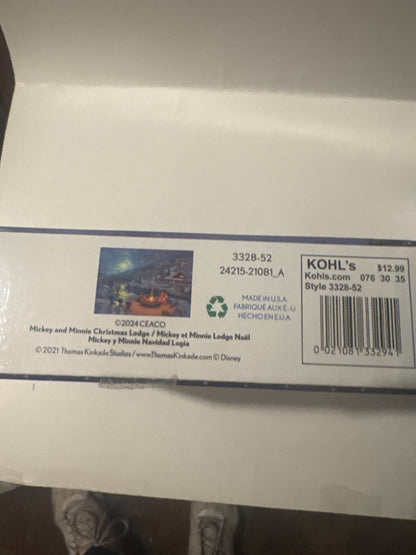 3328-52
24215-21081_A
MADE IN U.S.A.
FABRIQUÉ AUX É.-U.
HECHO EN E.U.A.
KOHL's $12.99
Kohls.com 076 30 35
Style 3328-52
0 021081 332941
©2024 CEACO
Mickey and Minnie Christmas Lodge / Mickey et Minnie Lodge Noël
Mickey y Minnie Navidad Logia
© 2021 Thomas Kinkade Studios / www.ThomasKinkade.com © Disney